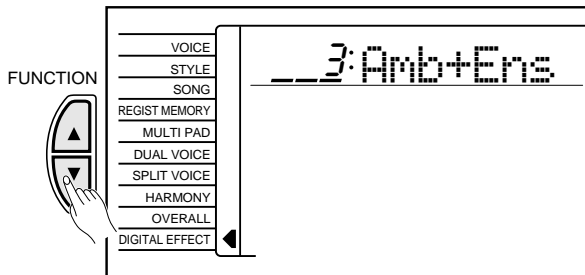 FUNCTION
VOICE
STYLE
SONG
REGIST MEMORY
MULTI PAD
DUAL VOICE
SPLIT VOICE
HARMONY
OVERALL
DIGITAL EFFECT
__3:Amb+Ens